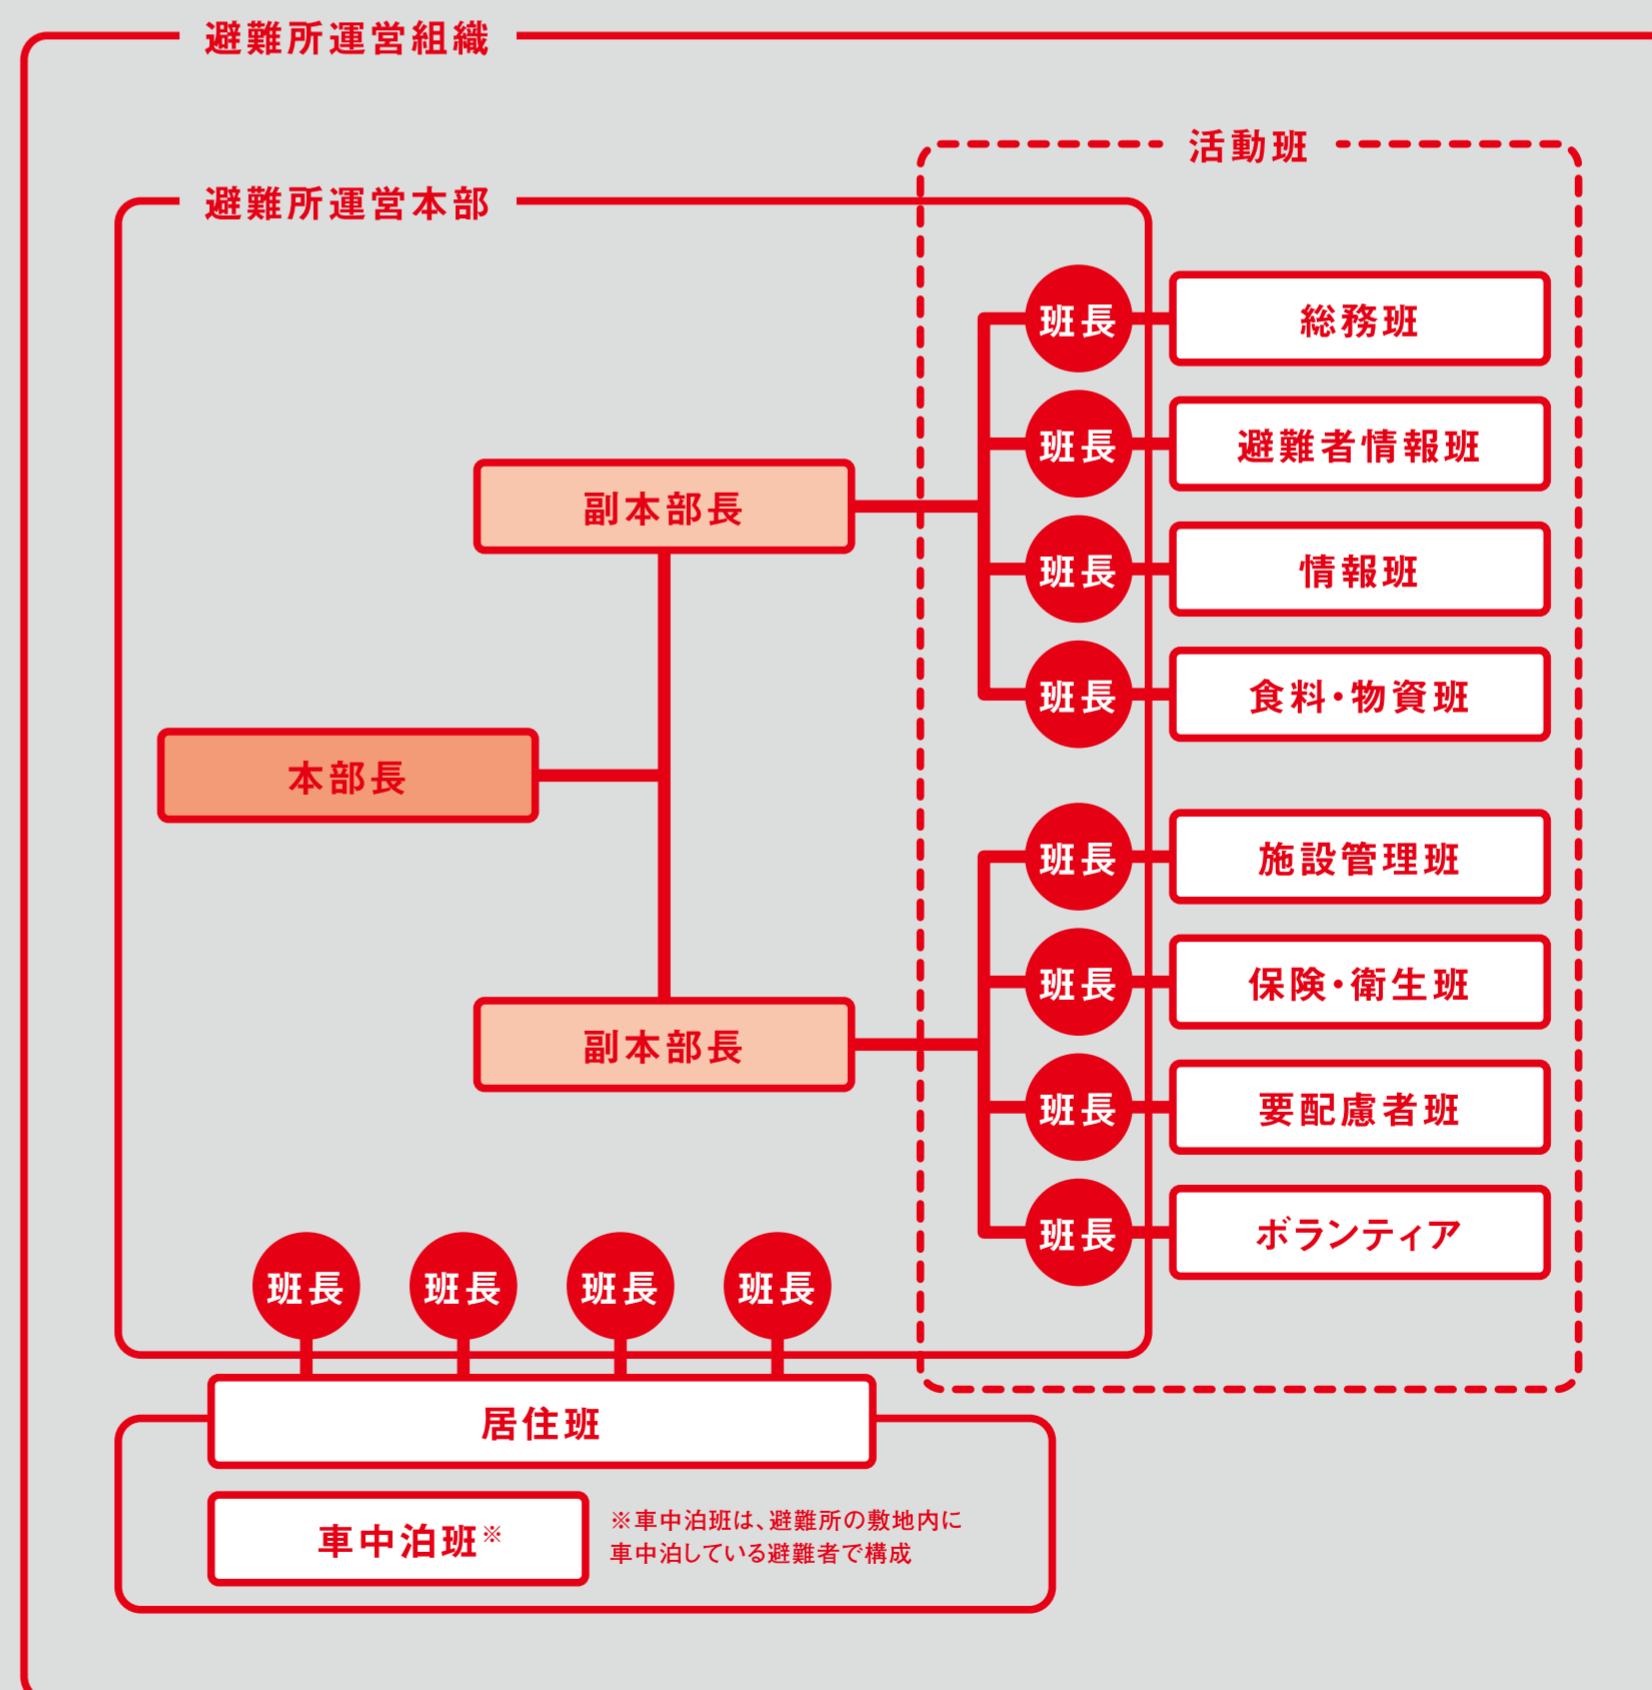 避難所運営組織
活動班
避難所運営本部
班長
総務班
班長
避難者情報班
副本部長
班長
情報班
班長
食料・物資班
本部長
班長
施設管理班
班長
保険・衛生班
副本部長
班長
要配慮者班
班長
ボランティア
班長
班長
班長
班長
居住班
車中泊班※
※車中泊班は、避難所の敷地内に
車中泊している避難者で構成